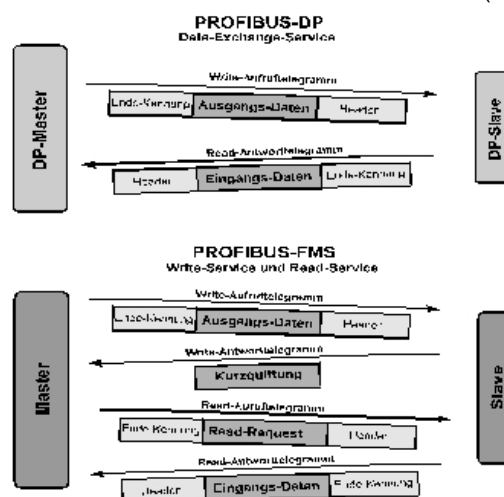 PROFIBUS-DP
Data-Exchange-Service
DP-Master
DP-Slave
Write-Aufruftelegramm
Ende-Kennung Ausgangs-Daten Header
Read-Antworttelegramm
Header Eingangs-Daten Ende-Kennung
PROFIBUS-FMS
Write-Service und Read-Service
Master
Slave
Write-Aufruftelegramm
Ende-Kennung Ausgangs-Daten Header
Write-Antworttelegramm
Kurzquittung
Read-Aufruftelegramm
Ende-Kennung Read-Request Header
Read-Antworttelegramm
Header Eingangs-Daten Ende-Kennung